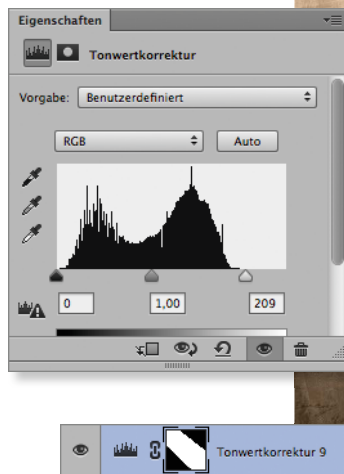 Eigenschaften
Tonwertkorrektur
Vorgabe: Benutzerdefiniert
RGB Auto
0 1,00 209
Tonwertkorrektur 9